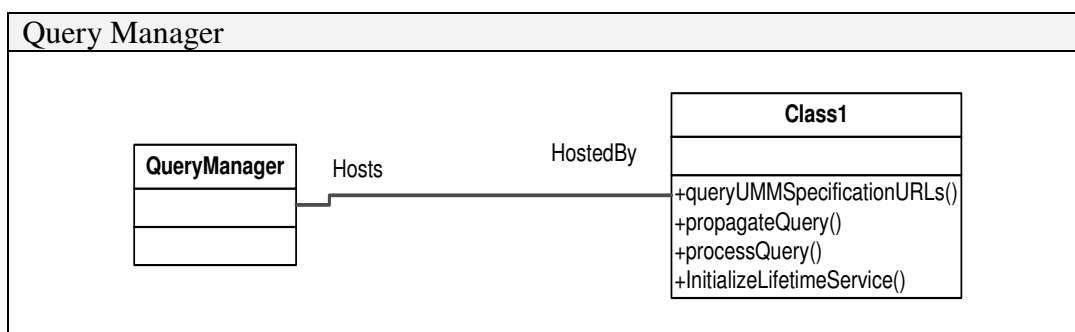 Query Manager
Class1
HostedBy
QueryManager
Hosts
+queryUMMSpecificationURLs()
+propagateQuery()
+processQuery()
+InitializeLifetimeService()